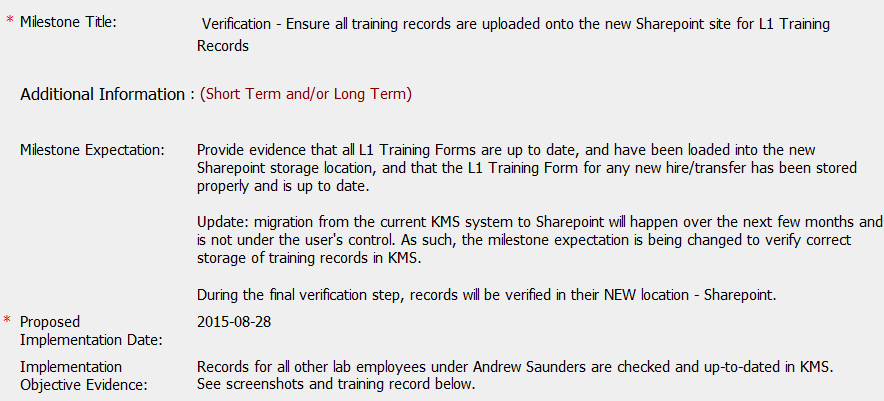 * Milestone Title: Verification - Ensure all training records are uploaded onto the new Sharepoint site for L1 Training
Records
Additional Information : (Short Term and/or Long Term)
Milestone Expectation: Provide evidence that all L1 Training Forms are up to date, and have been loaded into the new
Sharepoint storage location, and that the L1 Training Form for any new hire/transfer has been stored
properly and is up to date.
Update: migration from the current KMS system to Sharepoint will happen over the next few months and
is not under the user's control. As such, the milestone expectation is being changed to verify correct
storage of training records in KMS.
During the final verification step, records will be verified in their NEW location - Sharepoint.
* Proposed 2015-08-28
Implementation Date:
Implementation Records for all other lab employees under Andrew Saunders are checked and up-to-dated in KMS.
Objective Evidence: See screenshots and training record below.